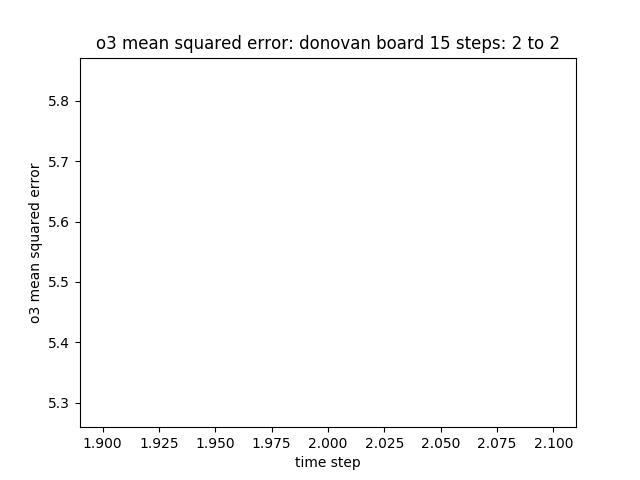 o3 mean squared error: donovan board 15 steps: 2 to 2
5.8
5.7
5.6
5.5
5.4
5.3
o3 mean squared error
1.900 1.925 1.950 1.975 2.000 2.025 2.050 2.075 2.100
time step